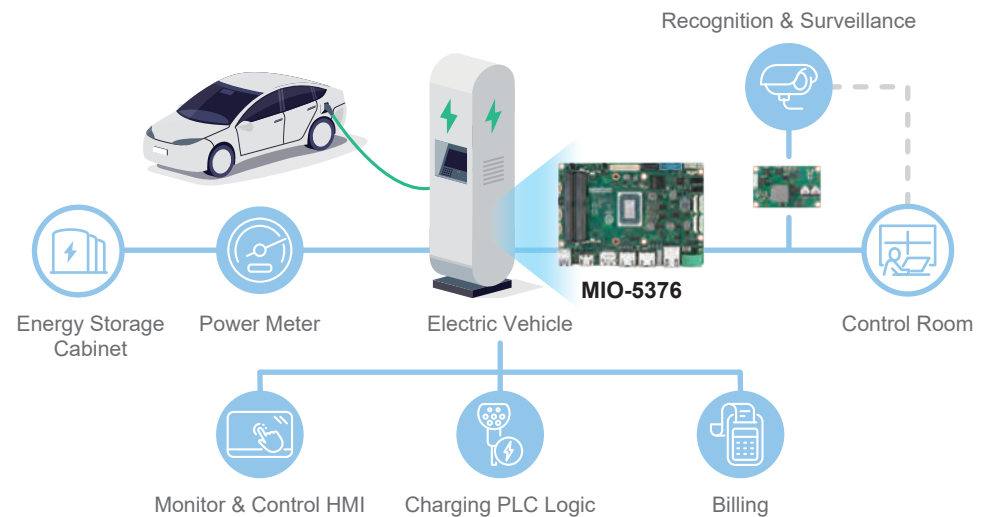 Recognition & Surveillance
MIO-5376
Energy Storage
Cabinet
Power Meter
Electric Vehicle
Control Room
Monitor & Control HMI
Charging PLC Logic
Billing